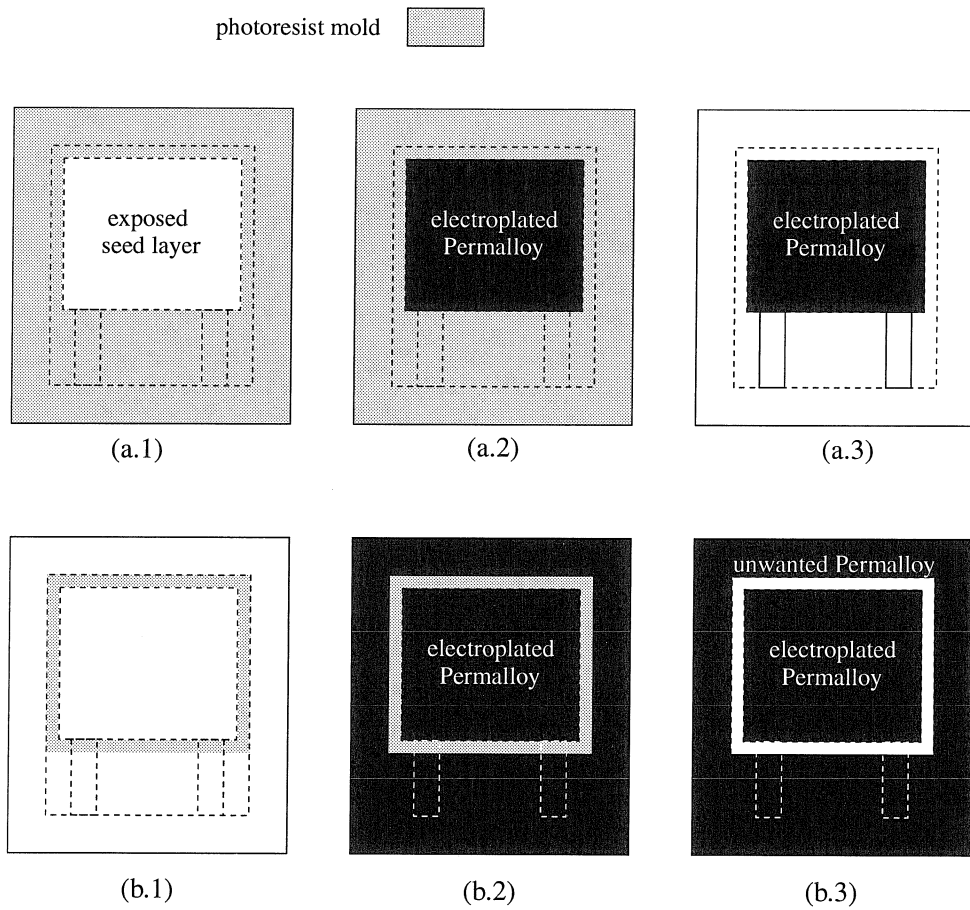 photoresist mold
exposed
seed layer
electroplated
Permalloy
electroplated
Permalloy
(a.1)
(a.2)
(a.3)
electroplated
Permalloy
unwanted Permalloy
electroplated
Permalloy
(b.1)
(b.2)
(b.3)